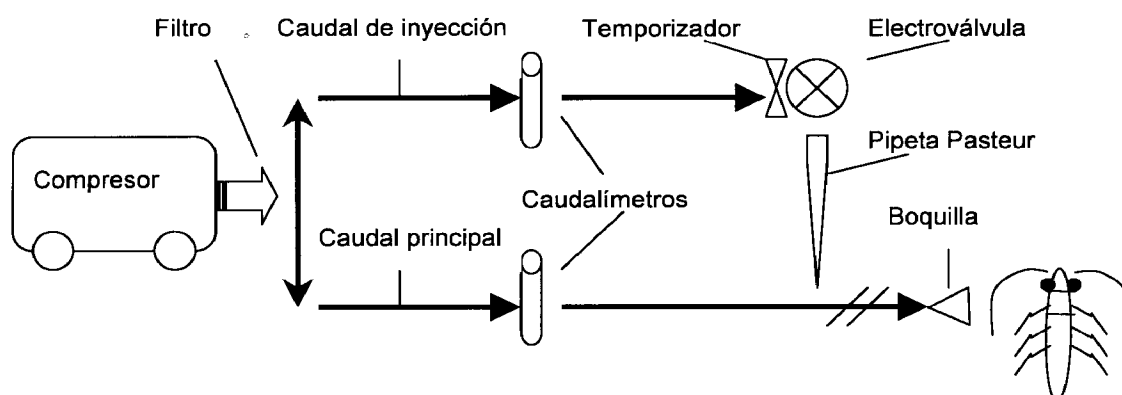 Filtro
Caudal de inyección
Temporizador
Electroválvula
Compresor
Pipeta Pasteur
Caudalímetros
Boquilla
Caudal principal